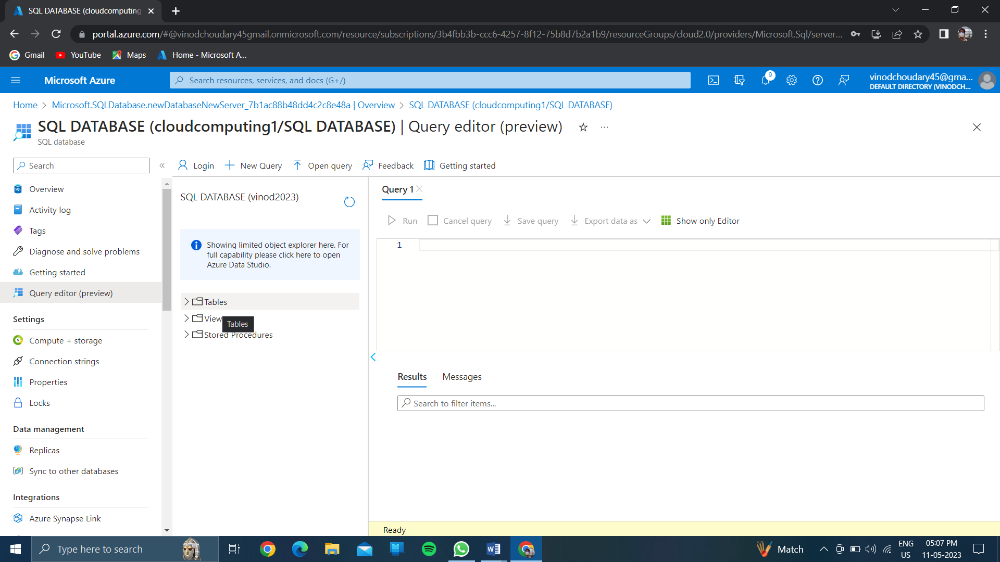 SQL DATABASE (cloudcomputing
portal.azure.com/#@vinodchoudary45gmail.onmicrosoft.com/resource/subscriptions/3b4fbb3b-ccc6-4257-8f12-75b8d7b2a1b9/resourceGroups/cloud2.0/providers/Microsoft.Sql/server...
Gmail YouTube Maps Home - Microsoft A...
Microsoft Azure
Search resources, services, and docs (G+/)
9
vinodchoudary45@gma...
DEFAULT DIRECTORY (VINODCH...
Home > Microsoft.SQLDatabase.newDatabaseNewServer_7b1ac88b48dd4c2c8e48a | Overview > SQL DATABASE (cloudcomputing1/SQL DATABASE)
SQL DATABASE (cloudcomputing1/SQL DATABASE) | Query editor (preview) ...
SQL database
Search
Login New Query Open query Feedback Getting started
Overview
Activity log
Tags
Diagnose and solve problems
Getting started
Query editor (preview)
Settings
Compute + storage
Connection strings
Properties
Locks
Data management
Replicas
Sync to other databases
Integrations
Azure Synapse Link
SQL DATABASE (vinod2023)
Showing limited object explorer here. For
full capability please click here to open
Azure Data Studio.
Tables
View
Tables
Stored Procedures
Query 1
Run Cancel query Save query Export data as Show only Editor
1
Results Messages
Search to filter items...
Ready
Type here to search
Match
ENG
US
05:07 PM
11-05-2023